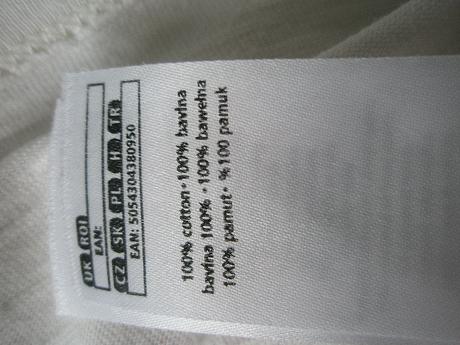 UK ROI
EAN:
CZ SK PL H TR
EAN: 5054304380950
100% cotton • 100% bavlna
bavlna 100% • 100% bawełna
100% pamut • %100 pamuk